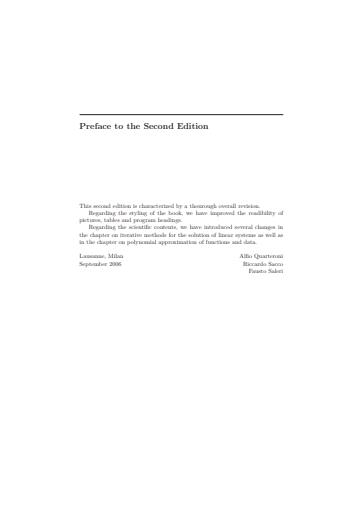 Preface to the Second Edition
This second edition is characterized by a thorough overall revision.
Regarding the styling of the book, we have improved the readibility of
pictures, tables and program headings.
Regarding the scientific contents, we have introduced several changes in
the chapter on iterative methods for the solution of linear systems as well as
in the chapter on polynomial approximation of functions and data.
Lausanne, Milan Alfio Quarteroni
September 2006 Riccardo Sacco
Fausto Saleri